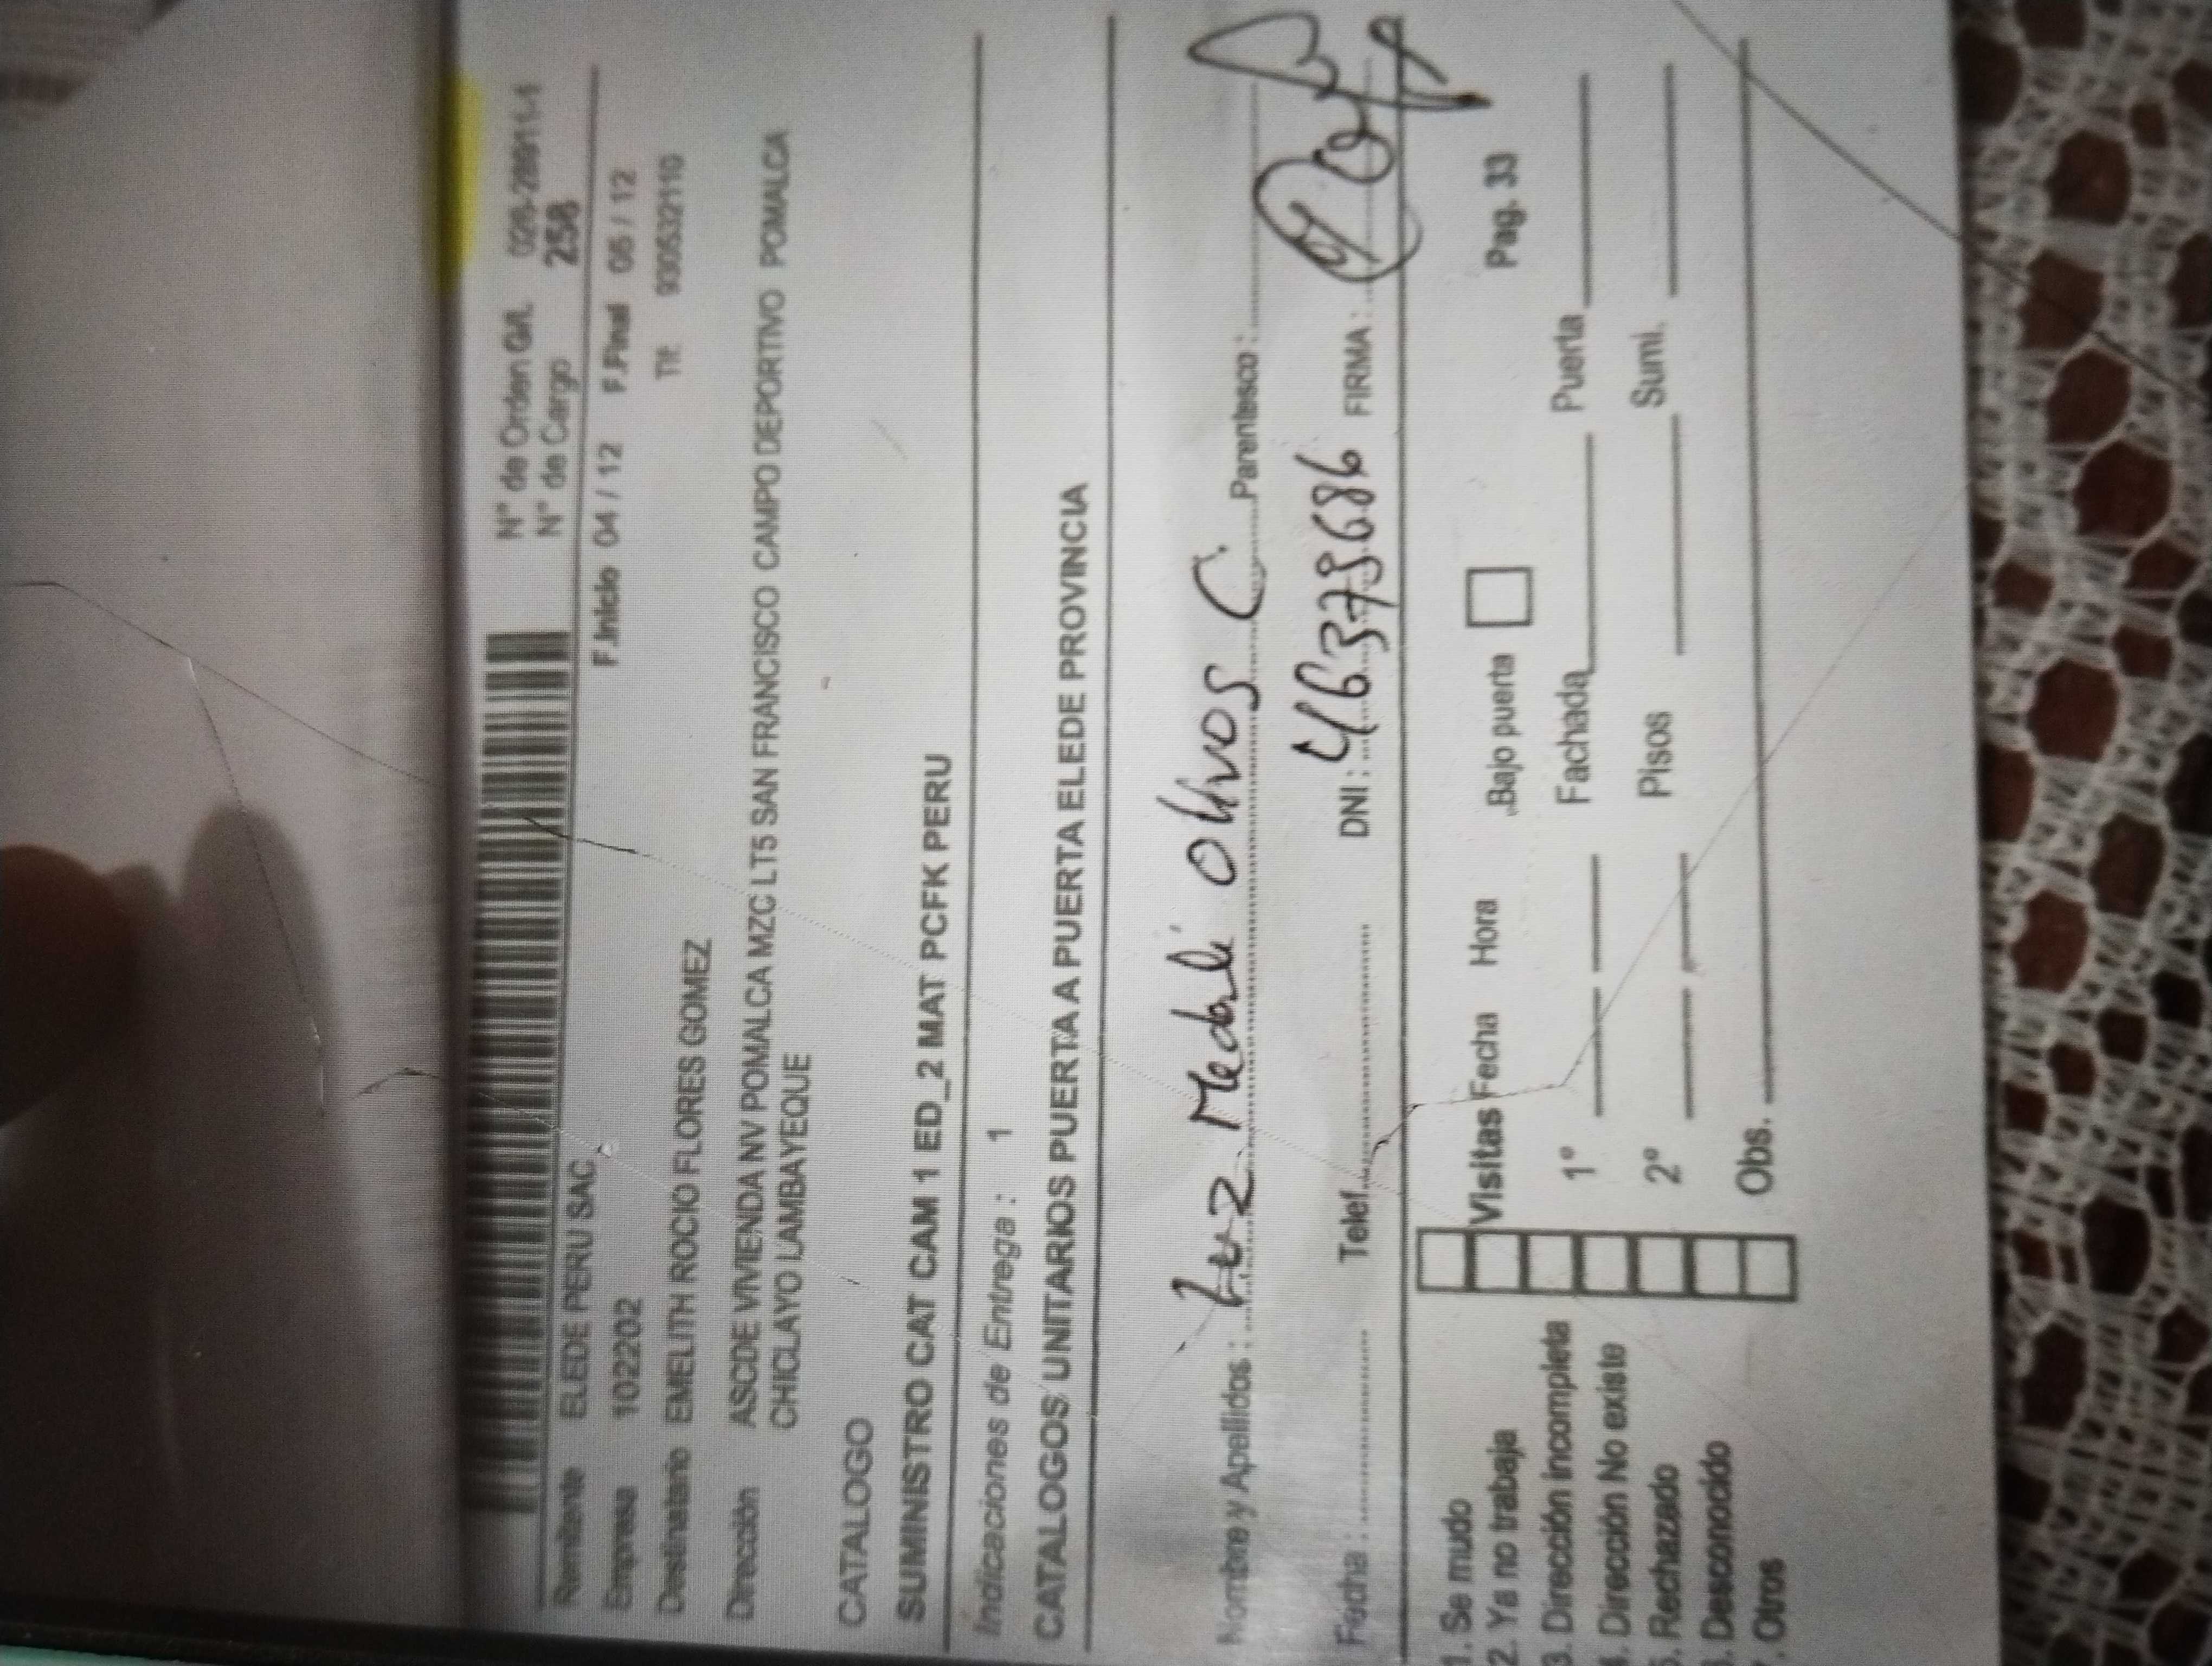 N° de Orden G/L 026-28911-1
N° de Cargo 258
Remitente ELEDE PERU SAC
F.Inicio 04 / 12 F.Final 05 / 12
Empresa 102202
Tlf: 930532110
Destinatario EMELITH ROCIO FLORES GOMEZ
Dirección ASCDE VIVIENDA NV POMALCA MZC LT5 SAN FRANCISCO CAMPO DEPORTIVO POMALCA
CHICLAYO LAMBAYEQUE
CATALOGO
SUMINISTRO CAT CAM 1 ED_2 MAT PCFK PERU
Indicaciones de Entrega : 1
CATALOGOS UNITARIOS PUERTA A PUERTA ELEDE PROVINCIA
Nombre y Apellidos : Luz Medali Olivos C. Parentesco :
Fecha : Telef. DNI : 46378686 FIRMA :
1. Se mudo
2. Ya no trabaja
3. Dirección incompleta
4. Dirección No existe
5. Rechazado
6. Desconocido
7. Otros
Visitas Fecha Hora Bajo puerta Pag. 33
1° Fachada Puerta
2° Pisos Sumi.
Obs.